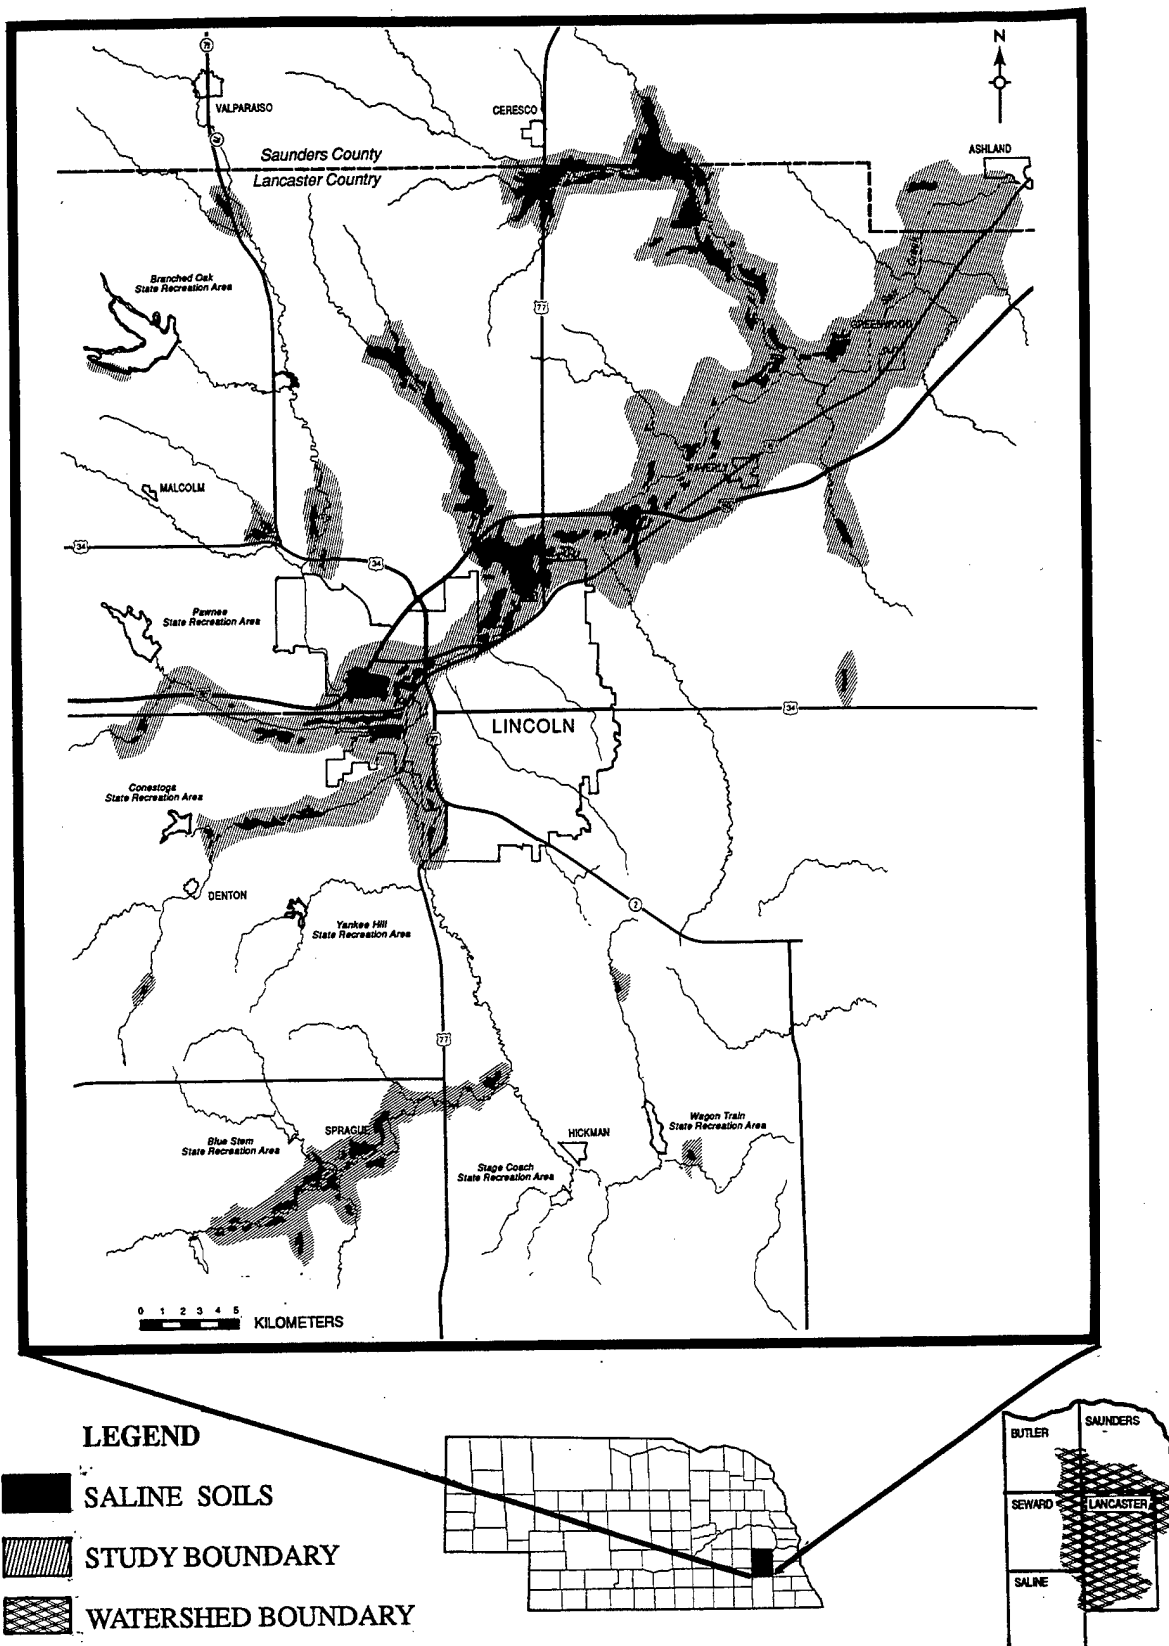 N
79
VALPARAISO
CERESCO
79
Saunders County
Lancaster Country
ASHLAND
Branched Oak
State Recreation Area
77
GREENWOOD
MALCOLM
WAVERLY
34
34
Pawnee
State Recreation Area
34
LINCOLN
77
Conestoga
State Recreation Area
DENTON
2
Yankee Hill
State Recreation Area
77
Wagon Train
State Recreation Area
SPRAGUE
HICKMAN
Blue Stem
State Recreation Area
Stage Coach
State Recreation Area
0 1 2 3 4 5
KILOMETERS
LEGEND
SALINE SOILS
STUDY BOUNDARY
WATERSHED BOUNDARY
BUTLER
SAUNDERS
SEWARD
LANCASTER
SALINE